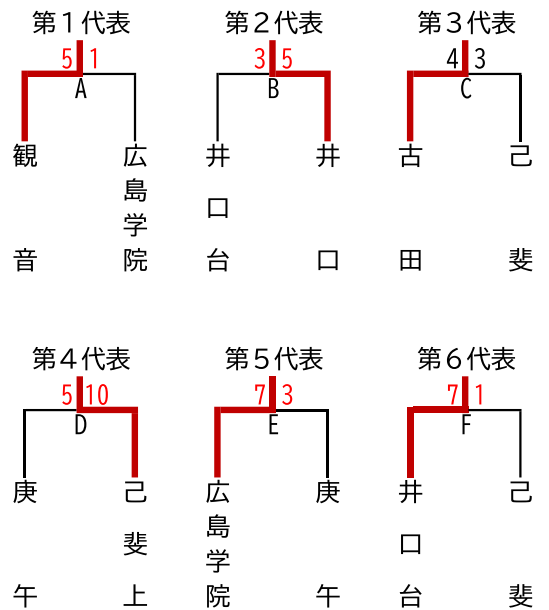 第1代表
5 1
A
観音
広島学院
第2代表
3 5
B
井口台
井口
第3代表
4 3
C
古田
己斐
第4代表
5 10
D
庚午
己斐上
第5代表
7 3
E
広島学院
庚午
第6代表
7 1
F
井口台
己斐